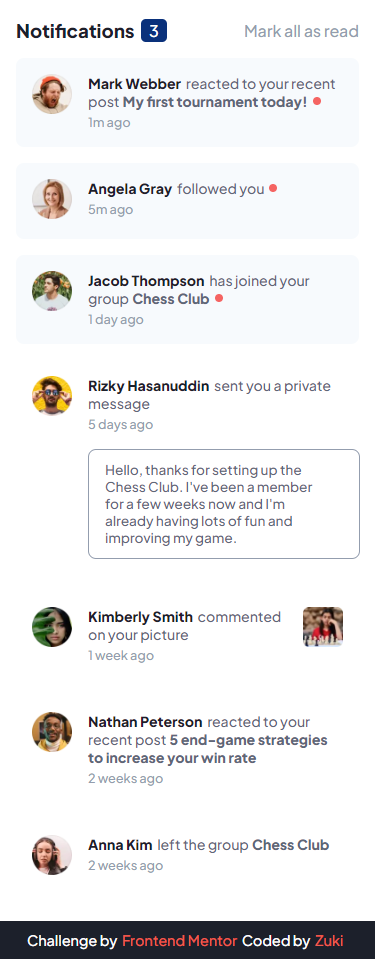 Notifications 3 Mark all as read
Mark Webber reacted to your recent
post My first tournament today!
1m ago
Angela Gray followed you
5m ago
Jacob Thompson has joined your
group Chess Club
1 day ago
Rizky Hasanuddin sent you a private
message
5 days ago
Hello, thanks for setting up the
Chess Club. I've been a member
for a few weeks now and I'm
already having lots of fun and
improving my game.
Kimberly Smith commented
on your picture
1 week ago
Nathan Peterson reacted to your
recent post 5 end-game strategies
to increase your win rate
2 weeks ago
Anna Kim left the group Chess Club
2 weeks ago
Challenge by Frontend Mentor Coded by Zuki